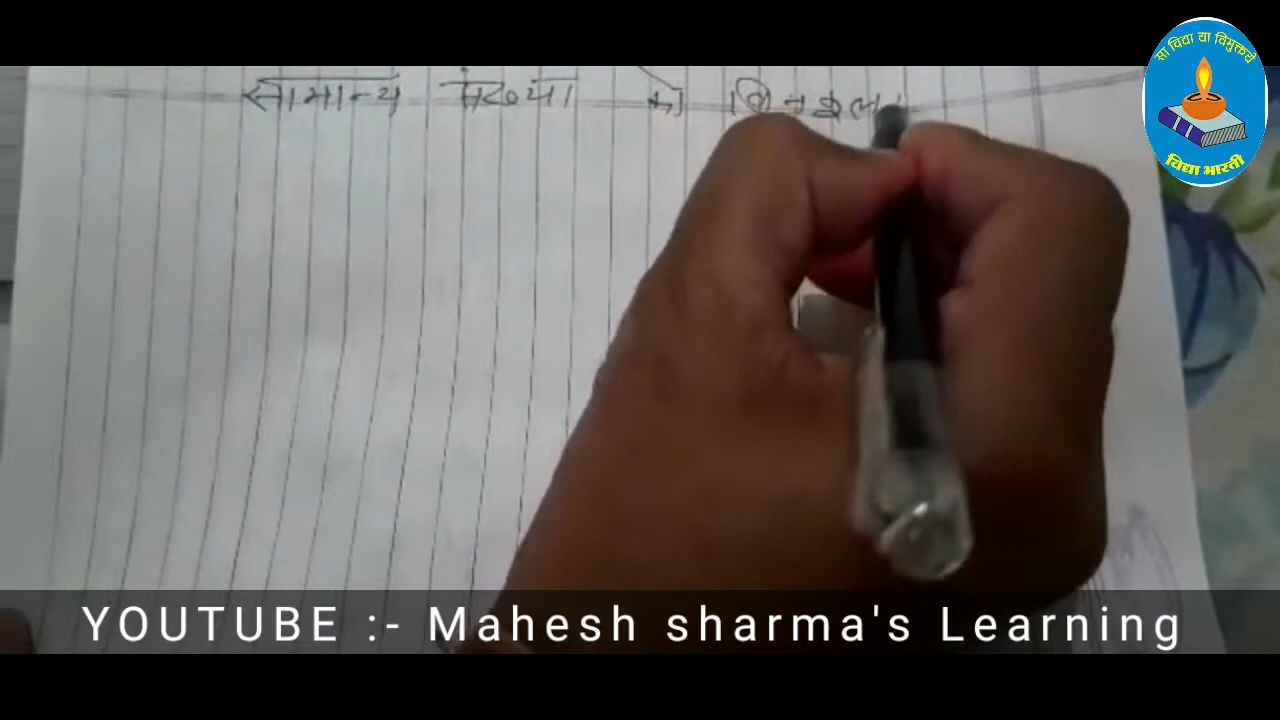 सामान्य संख्या को
सा विद्या या विमुक्तये
विद्या भारती
YOUTUBE :- Mahesh sharma's Learning